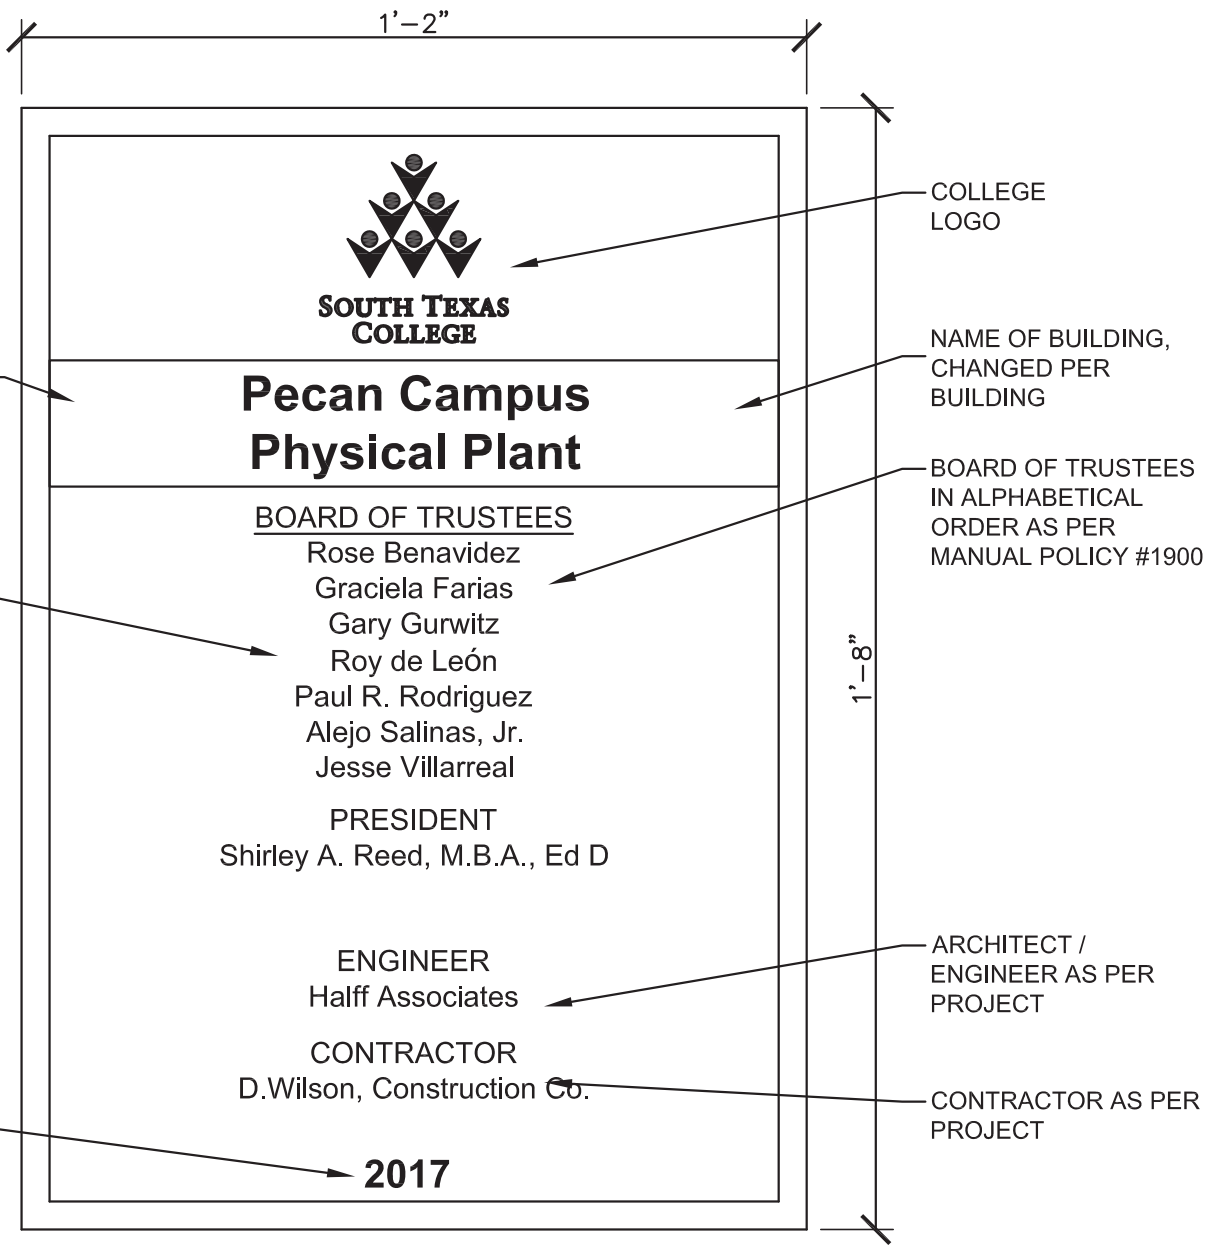 1'-2"
SOUTH TEXAS
COLLEGE
Pecan Campus
Physical Plant
BOARD OF TRUSTEES
Rose Benavidez
Graciela Farias
Gary Gurwitz
Roy de León
Paul R. Rodriguez
Alejo Salinas, Jr.
Jesse Villarreal
PRESIDENT
Shirley A. Reed, M.B.A., Ed D
ENGINEER
Halff Associates
CONTRACTOR
D.Wilson, Construction Co.
2017
1'-8"
COLLEGE
LOGO
NAME OF BUILDING,
CHANGED PER
BUILDING
BOARD OF TRUSTEES
IN ALPHABETICAL
ORDER AS PER
MANUAL POLICY #1900
ARCHITECT /
ENGINEER AS PER
PROJECT
CONTRACTOR AS PER
PROJECT